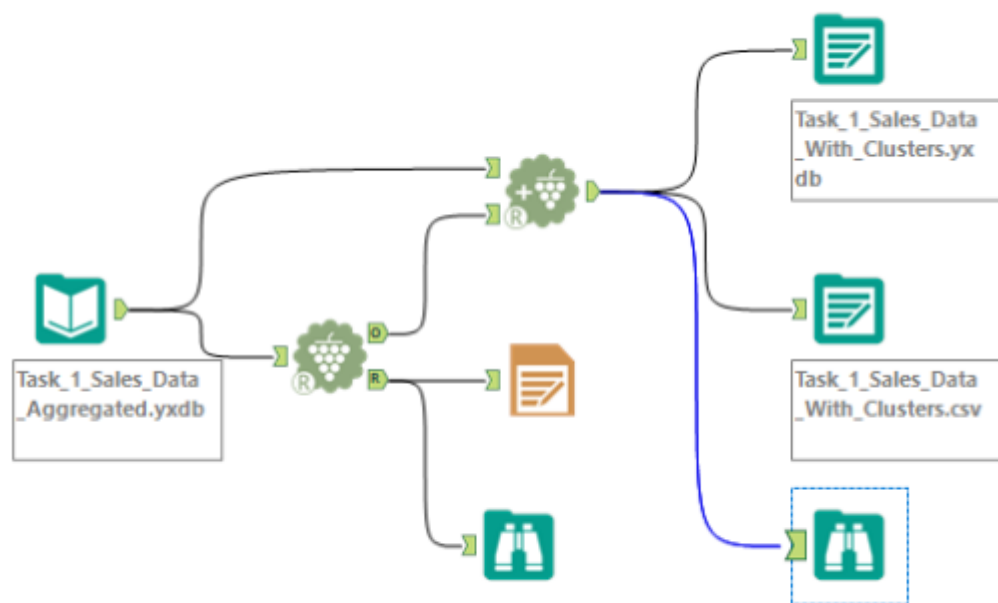 Task_1_Sales_Data
_With_Clusters.yx
db
R
O
R
R
Task_1_Sales_Data
_Aggregated.yxdb
Task_1_Sales_Data
_With_Clusters.csv